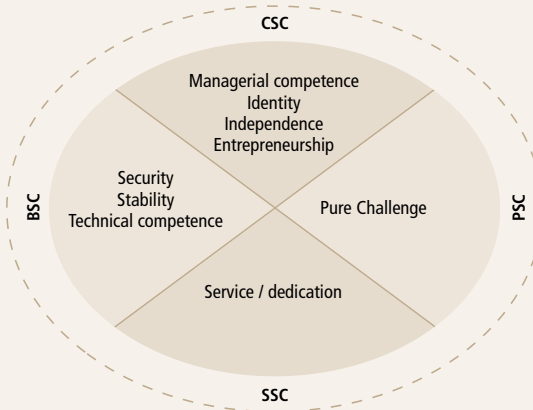 CSC
Managerial competence
Identity
Independence
Entrepreneurship
BSC
Security
Stability
Technical competence
Pure Challenge
PSC
Service / dedication
SSC